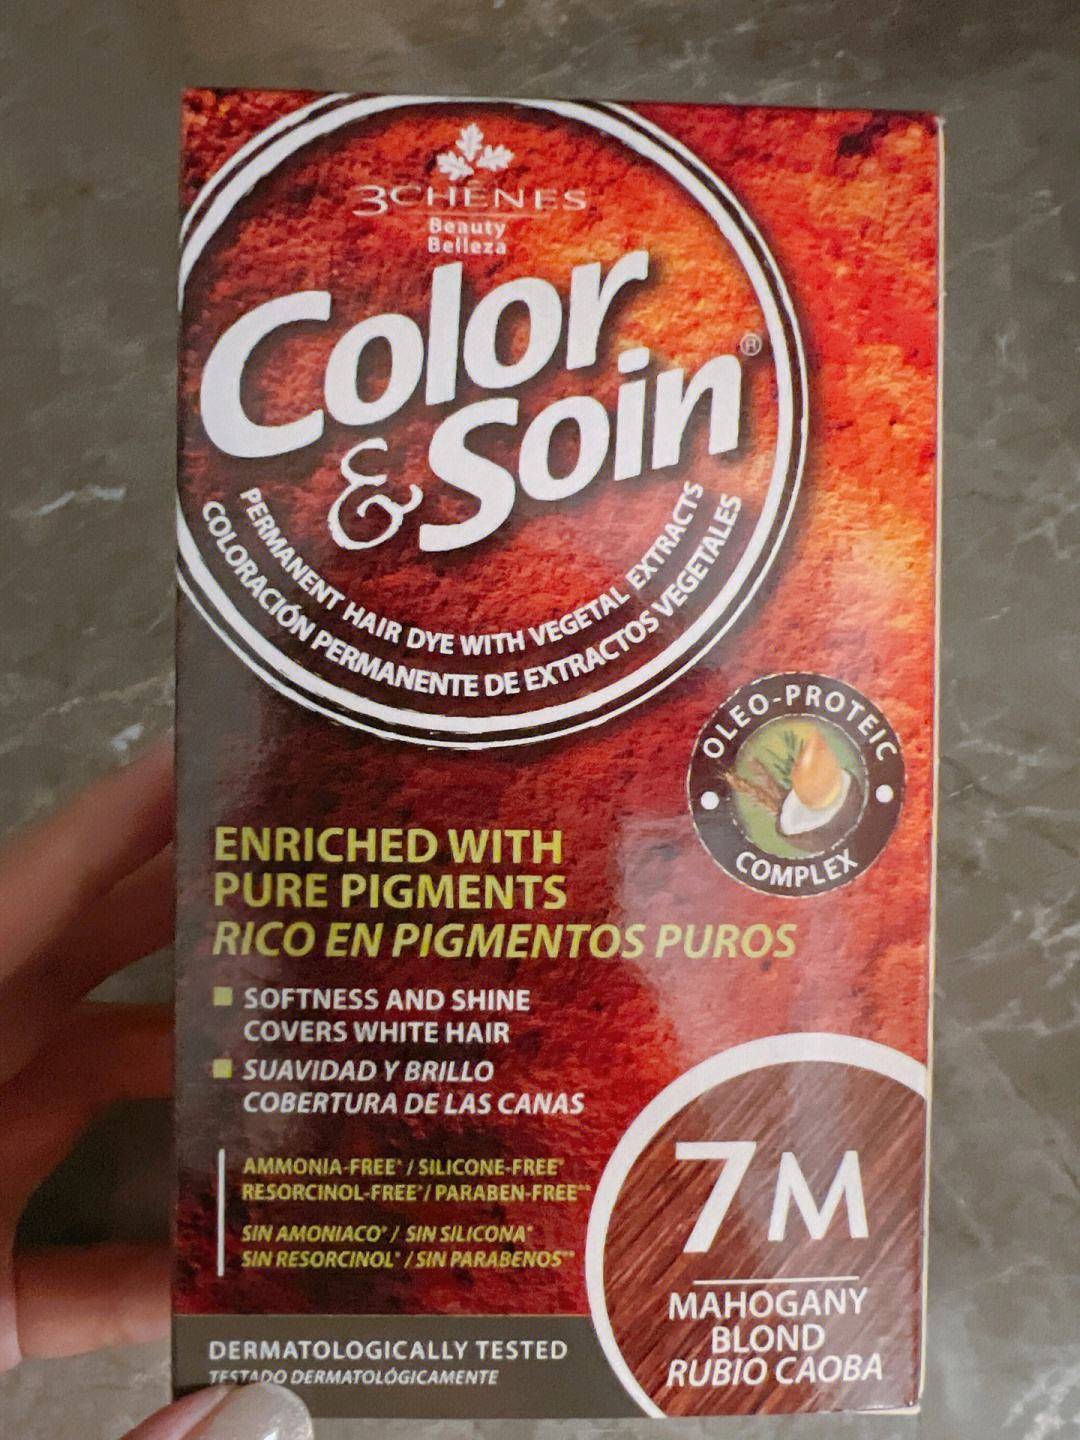 3CHÊNES
Beauty
Belleza
Color
& Soin®
PERMANENT HAIR DYE WITH VEGETAL EXTRACTS
COLORACIÓN PERMANENTE DE EXTRACTOS VEGETALES
OLEO-PROTEIC
COMPLEX
ENRICHED WITH
PURE PIGMENTS
RICO EN PIGMENTOS PUROS
SOFTNESS AND SHINE
COVERS WHITE HAIR
SUAVIDAD Y BRILLO
COBERTURA DE LAS CANAS
AMMONIA-FREE* / SILICONE-FREE*
RESORCINOL-FREE* / PARABEN-FREE**
SIN AMONIACO* / SIN SILICONA*
SIN RESORCINOL* / SIN PARABENOS**
7M
MAHOGANY
BLOND
RUBIO CAOBA
DERMATOLOGICALLY TESTED
TESTADO DERMATOLÓGICAMENTE